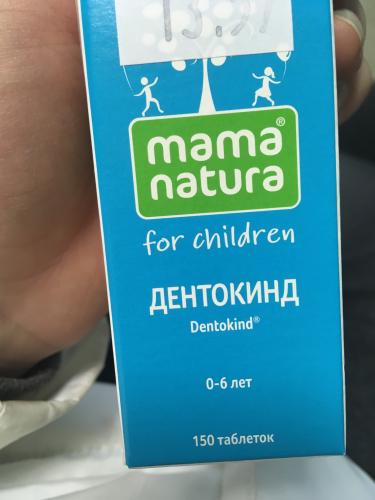 mama®
natura
for children
ДЕНТОКИНД
Dentokind®
0-6 лет
150 таблеток